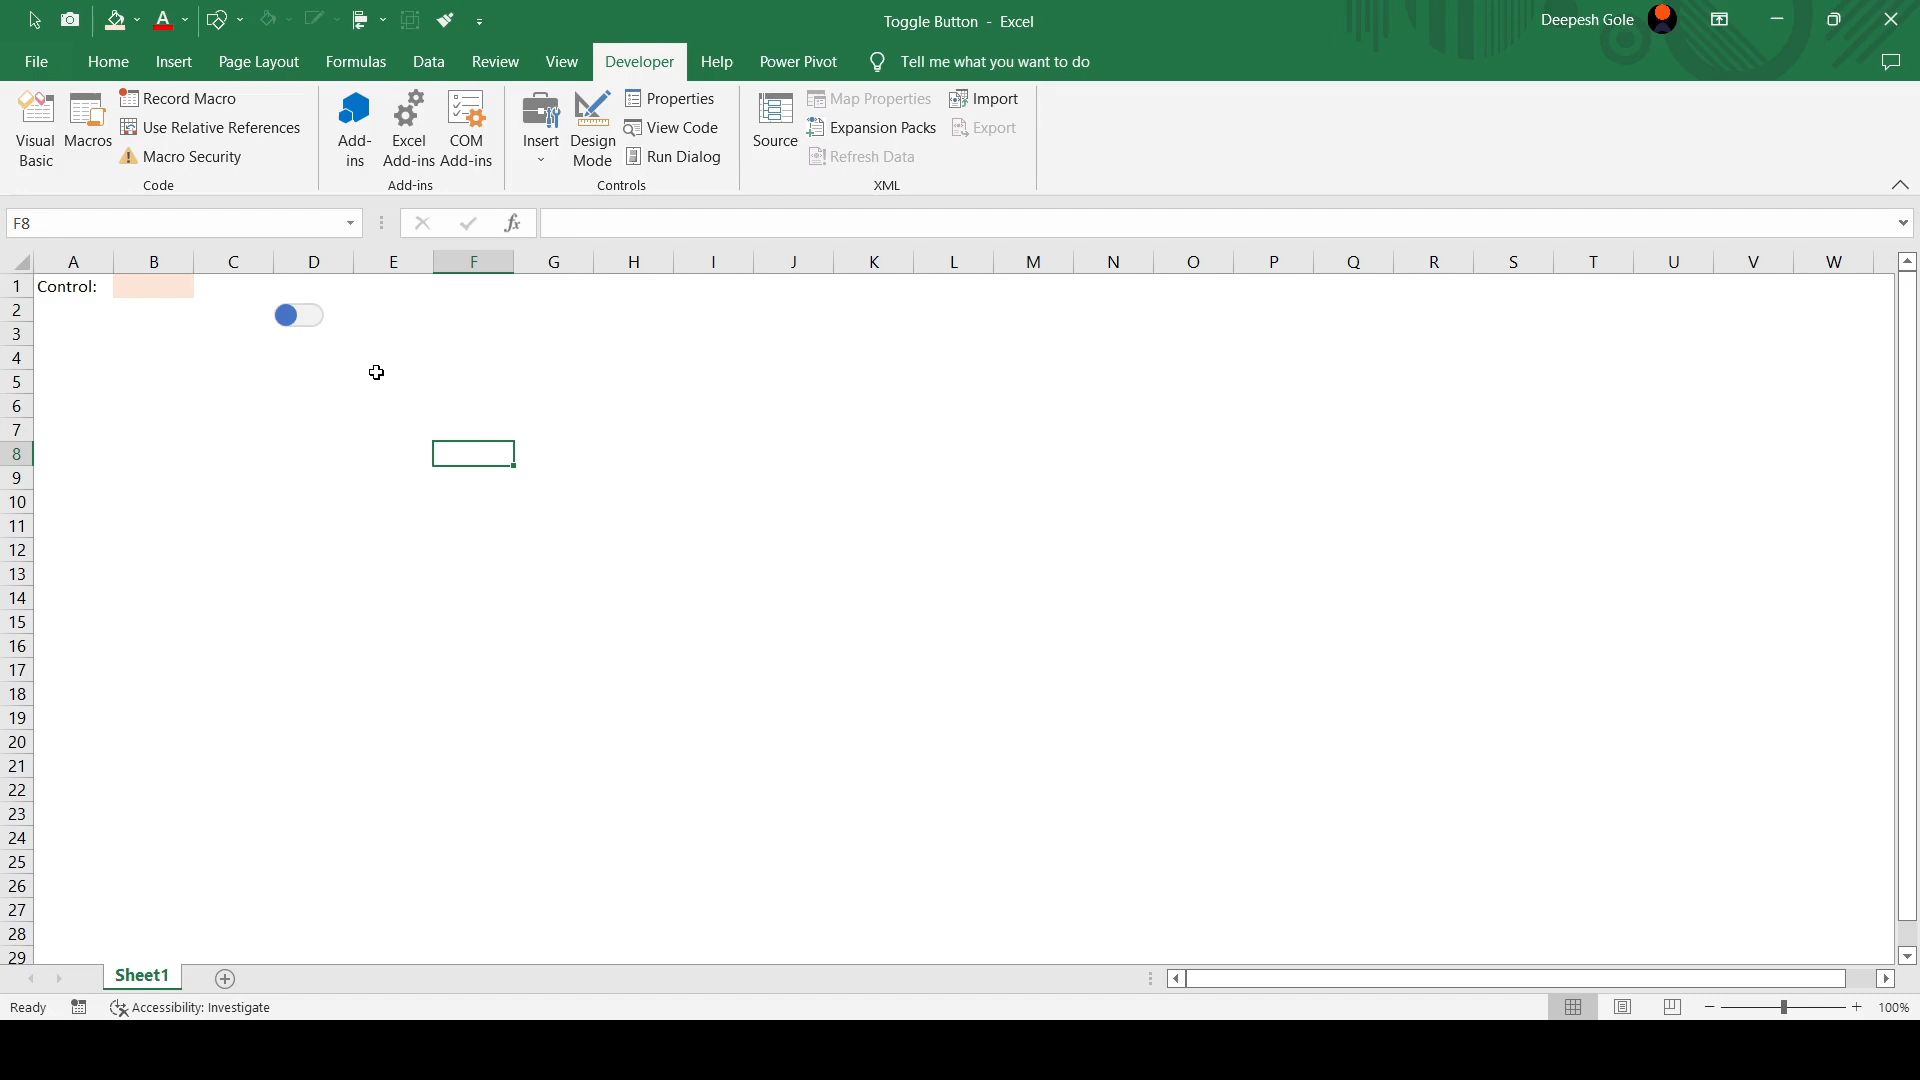 Toggle Button - Excel
Deepesh Gole
File Home Insert Page Layout Formulas Data Review View Developer Help Power Pivot Tell me what you want to do
Visual Basic
Macros
Record Macro
Use Relative References
Macro Security
Code
Add-ins
Excel Add-ins
COM Add-ins
Add-ins
Insert
Design Mode
Properties
View Code
Run Dialog
Controls
Source
Map Properties
Expansion Packs
Refresh Data
Import
Export
XML
F8
fx
A B C D E F G H I J K L M N O P Q R S T U V W
1 Control:
2
3
4
5
6
7
8
9
10
11
12
13
14
15
16
17
18
19
20
21
22
23
24
25
26
27
28
29
Sheet1
Ready Accessibility: Investigate 100%